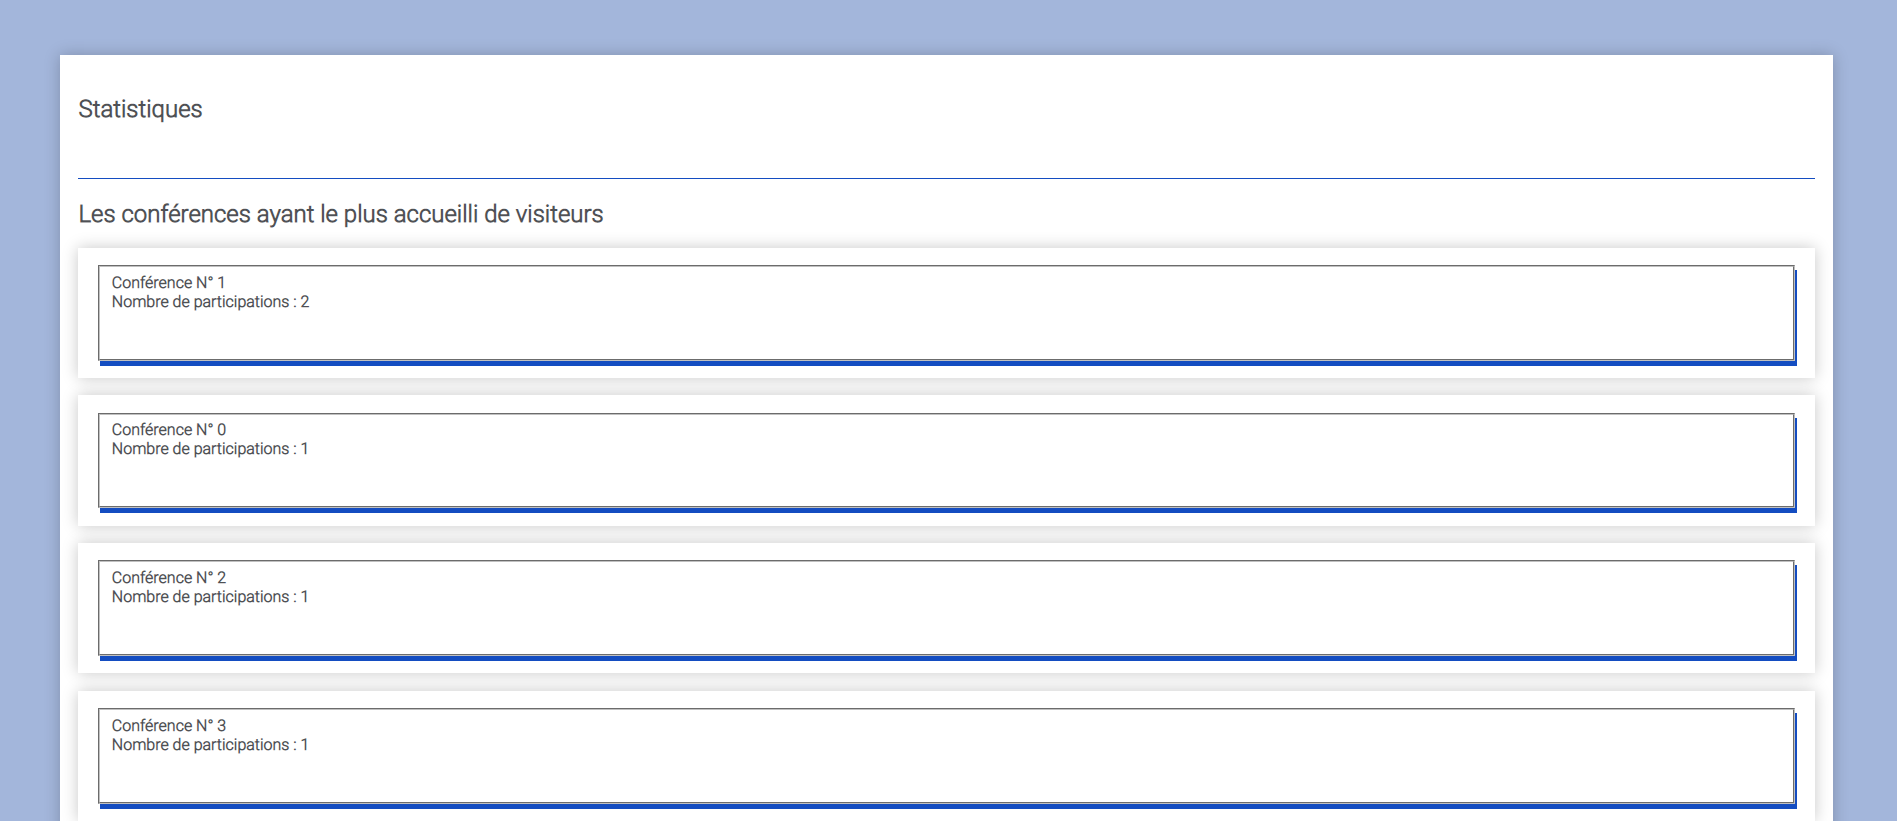 Statistiques
Les conférences ayant le plus accueilli de visiteurs
Conférence N° 1
Nombre de participations : 2
Conférence N° 0
Nombre de participations : 1
Conférence N° 2
Nombre de participations : 1
Conférence N° 3
Nombre de participations : 1